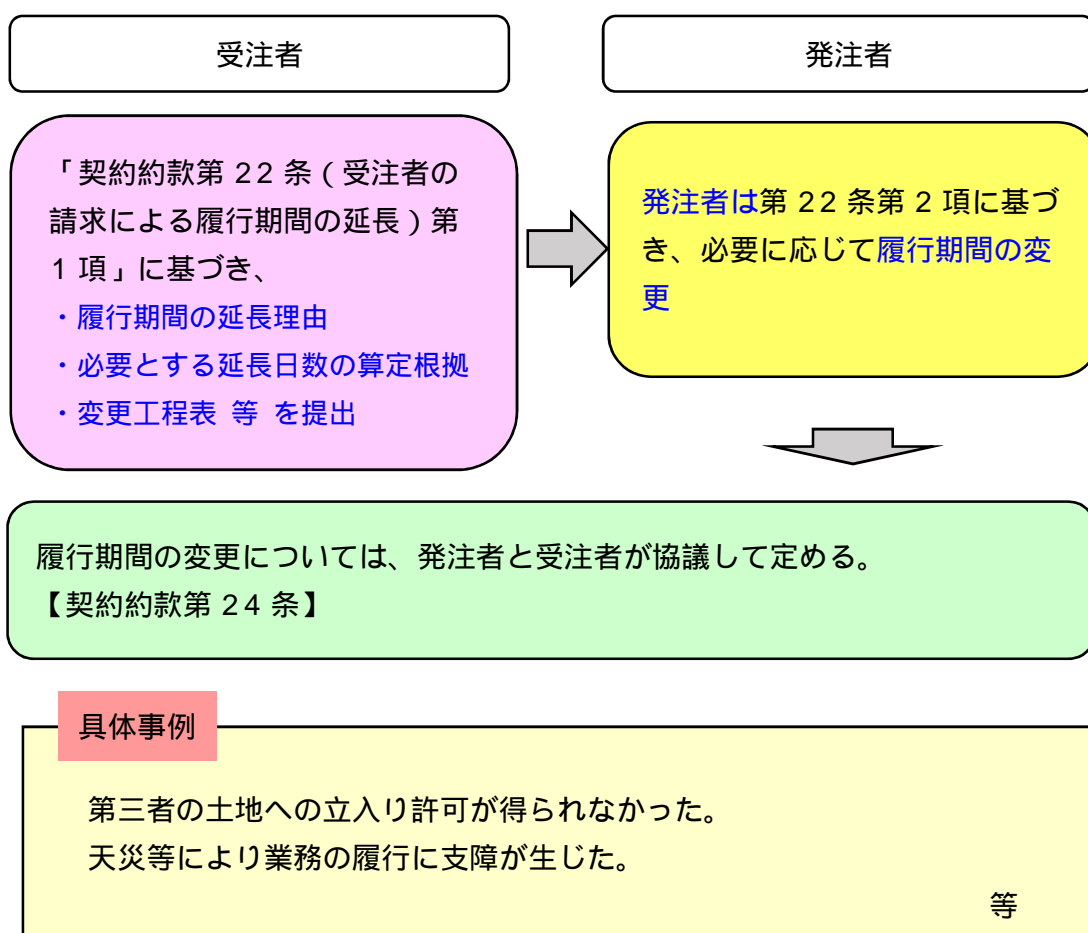 受注者
発注者
「契約約款第 22 条（受注者の
請求による履行期間の延長）第
1 項」に基づき、
・履行期間の延長理由
・必要とする延長日数の算定根拠
・変更工程表 等 を提出
発注者は第 22 条第 2 項に基づ
き、必要に応じて履行期間の変
更
履行期間の変更については、発注者と受注者が協議して定める。
【契約約款第 24 条】
具体事例
第三者の土地への立入り許可が得られなかった。
天災等により業務の履行に支障が生じた。
等